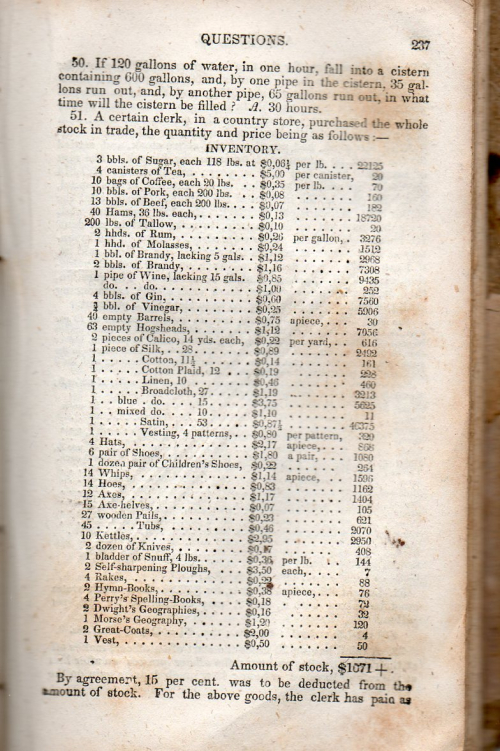 QUESTIONS. 237
50. If 120 gallons of water, in one hour, fall into a cistern
containing 600 gallons, and, by one pipe in the cistern, 35 gal-
lons run out, and, by another pipe, 65 gallons run out, in what
time will the cistern be filled? A. 30 hours.
51. A certain clerk, in a country store, purchased the whole
stock in trade, the quantity and price being as follows:—
INVENTORY.
3 bbls. of Sugar, each 118 lbs. at $0,06¼ per lb. . . . 22125
4 canisters of Tea, . . . . . . $5,00 per canister, 20
10 bags of Coffee, each 20 lbs. . . . $0,35 per lb. . . . 70
10 bbls. of Pork, each 200 lbs. . . . $0,08 . . . . . . 160
13 bbls. of Beef, each 200 lbs. . . . $0,07 . . . . . . 182
40 Hams, 36 lbs. each, . . . . . $0,13 . . . . . . 18720
200 lbs. of Tallow, . . . . . . $0,10 . . . . . . 20
2 hhds. of Rum, . . . . . . $0,26 per gallon, . 3276
1 hhd. of Molasses, . . . . . . $0,24 . . . . . . 1512
1 bbl. of Brandy, lacking 5 gals. . $1,12 . . . . . . 2968
2 bbls. of Brandy, . . . . . . $1,16 . . . . . . 7308
1 pipe of Wine, lacking 15 gals. . $0,85 . . . . . . 9435
do. . . do. . . . . . . $1,00 . . . . . . 252
4 bbls. of Gin, . . . . . . $0,60 . . . . . . 7560
bbl. of Vinegar, . . . . . . $0,25 . . . . . . 5906
40 empty Barrels, . . . . . . $0,75 apiece, . . 30
63 empty Hogsheads, . . . . . $1,12 . . . . . . 7056
2 pieces of Calico, 14 yds. each, $0,22 per yard, . . 616
1 piece of Silk, . . 28 . . . . . $0,89 . . . . . . 2492
1 . . . . Cotton, 11½ . . . . $0,14 . . . . . . 161
1 . . . . Cotton Plaid, 12 . . . $0,19 . . . . . . 228
1 . . . . Linen, 10 . . . . . $0,46 . . . . . . 460
1 . . . . Broadcloth, 27 . . . . $1,19 . . . . . . 3213
1 . . blue . do. . . 15 . . . . $3,75 . . . . . . 5625
1 . . mixed do. . . 10 . . . . $1,10 . . . . . . 11
1 . . . . Satin, . . 53 . . . . $0,87½ . . . . . . 46375
1 . . . . Vesting, 4 patterns, . . $0,80 per pattern, . 320
4 Hats, . . . . . . $2,17 apiece, . . 868
6 pair of Shoes, . . . . . . $1,80 a pair, . . 1080
1 dozen pair of Children's Shoes, $0,22 . . . . . . 264
14 Whips, . . . . . . $1,14 apiece, . . 1596
14 Hoes, . . . . . . $0,83 . . . . . . 1162
12 Axes, . . . . . . $1,17 . . . . . . 1404
15 Axe-helves, . . . . . . $0,07 . . . . . . 105
27 wooden Pails, . . . . . . $0,23 . . . . . . 621
45 . . . . Tubs, . . . . . $0,46 . . . . . . 2070
10 Kettles, . . . . . . $2,95 . . . . . . 2950
2 dozen of Knives, . . . . . $0,17 . . . . . . 408
1 bladder of Snuff, 4 lbs. . . . $0,36 per lb. . . . 144
2 Self-sharpening Ploughs, . . . $3,50 each, . . . 7
4 Rakes, . . . . . . $0,22 . . . . . . 88
2 Hymn-Books, . . . . . . $0,38 apiece, . . 76
4 Perry's Spelling-Books, . . . $0,18 . . . . . . 72
2 Dwight's Geographies, . . . $0,16 . . . . . . 32
1 Morse's Geography, . . . . $1,20 . . . . . . 120
2 Great-Coats, . . . . . . $2,00 . . . . . . 4
1 Vest, . . . . . . $0,50 . . . . . . 50
Amount of stock, $1671+.
By agreement, 15 per cent. was to be deducted from the
amount of stock. For the above goods, the clerk has paid as